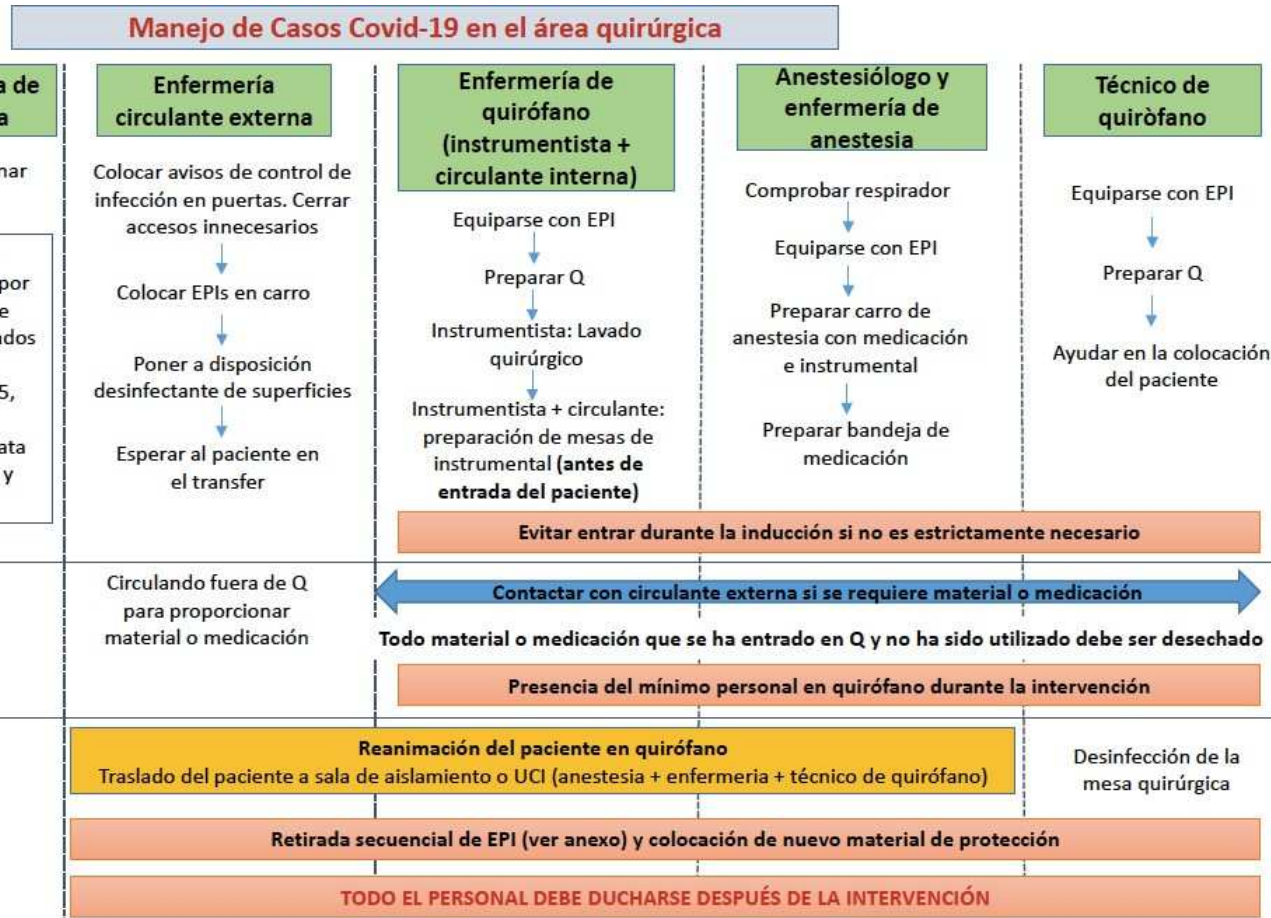 Manejo de Casos Covid-19 en el área quirúrgica
a de
a
nar
por
e
ados
5,
ata
y
Enfermería
circulante externa
Colocar avisos de control de
infección en puertas. Cerrar
accesos innecesarios
Colocar EPIs en carro
Poner a disposición
desinfectante de superficies
Esperar al paciente en
el transfer
Enfermería de
quirófano
(instrumentista +
circulante interna)
Equiparse con EPI
Preparar Q
Instrumentista: Lavado
quirúrgico
Instrumentista + circulante:
preparación de mesas de
instrumental (antes de
entrada del paciente)
Anestesiólogo y
enfermería de
anestesia
Comprobar respirador
Equiparse con EPI
Preparar carro de
anestesia con medicación
e instrumental
Preparar bandeja de
medicación
Técnico de
quiròfano
Equiparse con EPI
Preparar Q
Ayudar en la colocación
del paciente
Evitar entrar durante la inducción si no es estrictamente necesario
Circulando fuera de Q
para proporcionar
material o medicación
Contactar con circulante externa si se requiere material o medicación
Todo material o medicación que se ha entrado en Q y no ha sido utilizado debe ser desechado
Presencia del mínimo personal en quirófano durante la intervención
Reanimación del paciente en quirófano
Traslado del paciente a sala de aislamiento o UCI (anestesia + enfermeria + técnico de quirófano)
Desinfección de la
mesa quirúrgica
Retirada secuencial de EPI (ver anexo) y colocación de nuevo material de protección
TODO EL PERSONAL DEBE DUCHARSE DESPUÉS DE LA INTERVENCIÓN